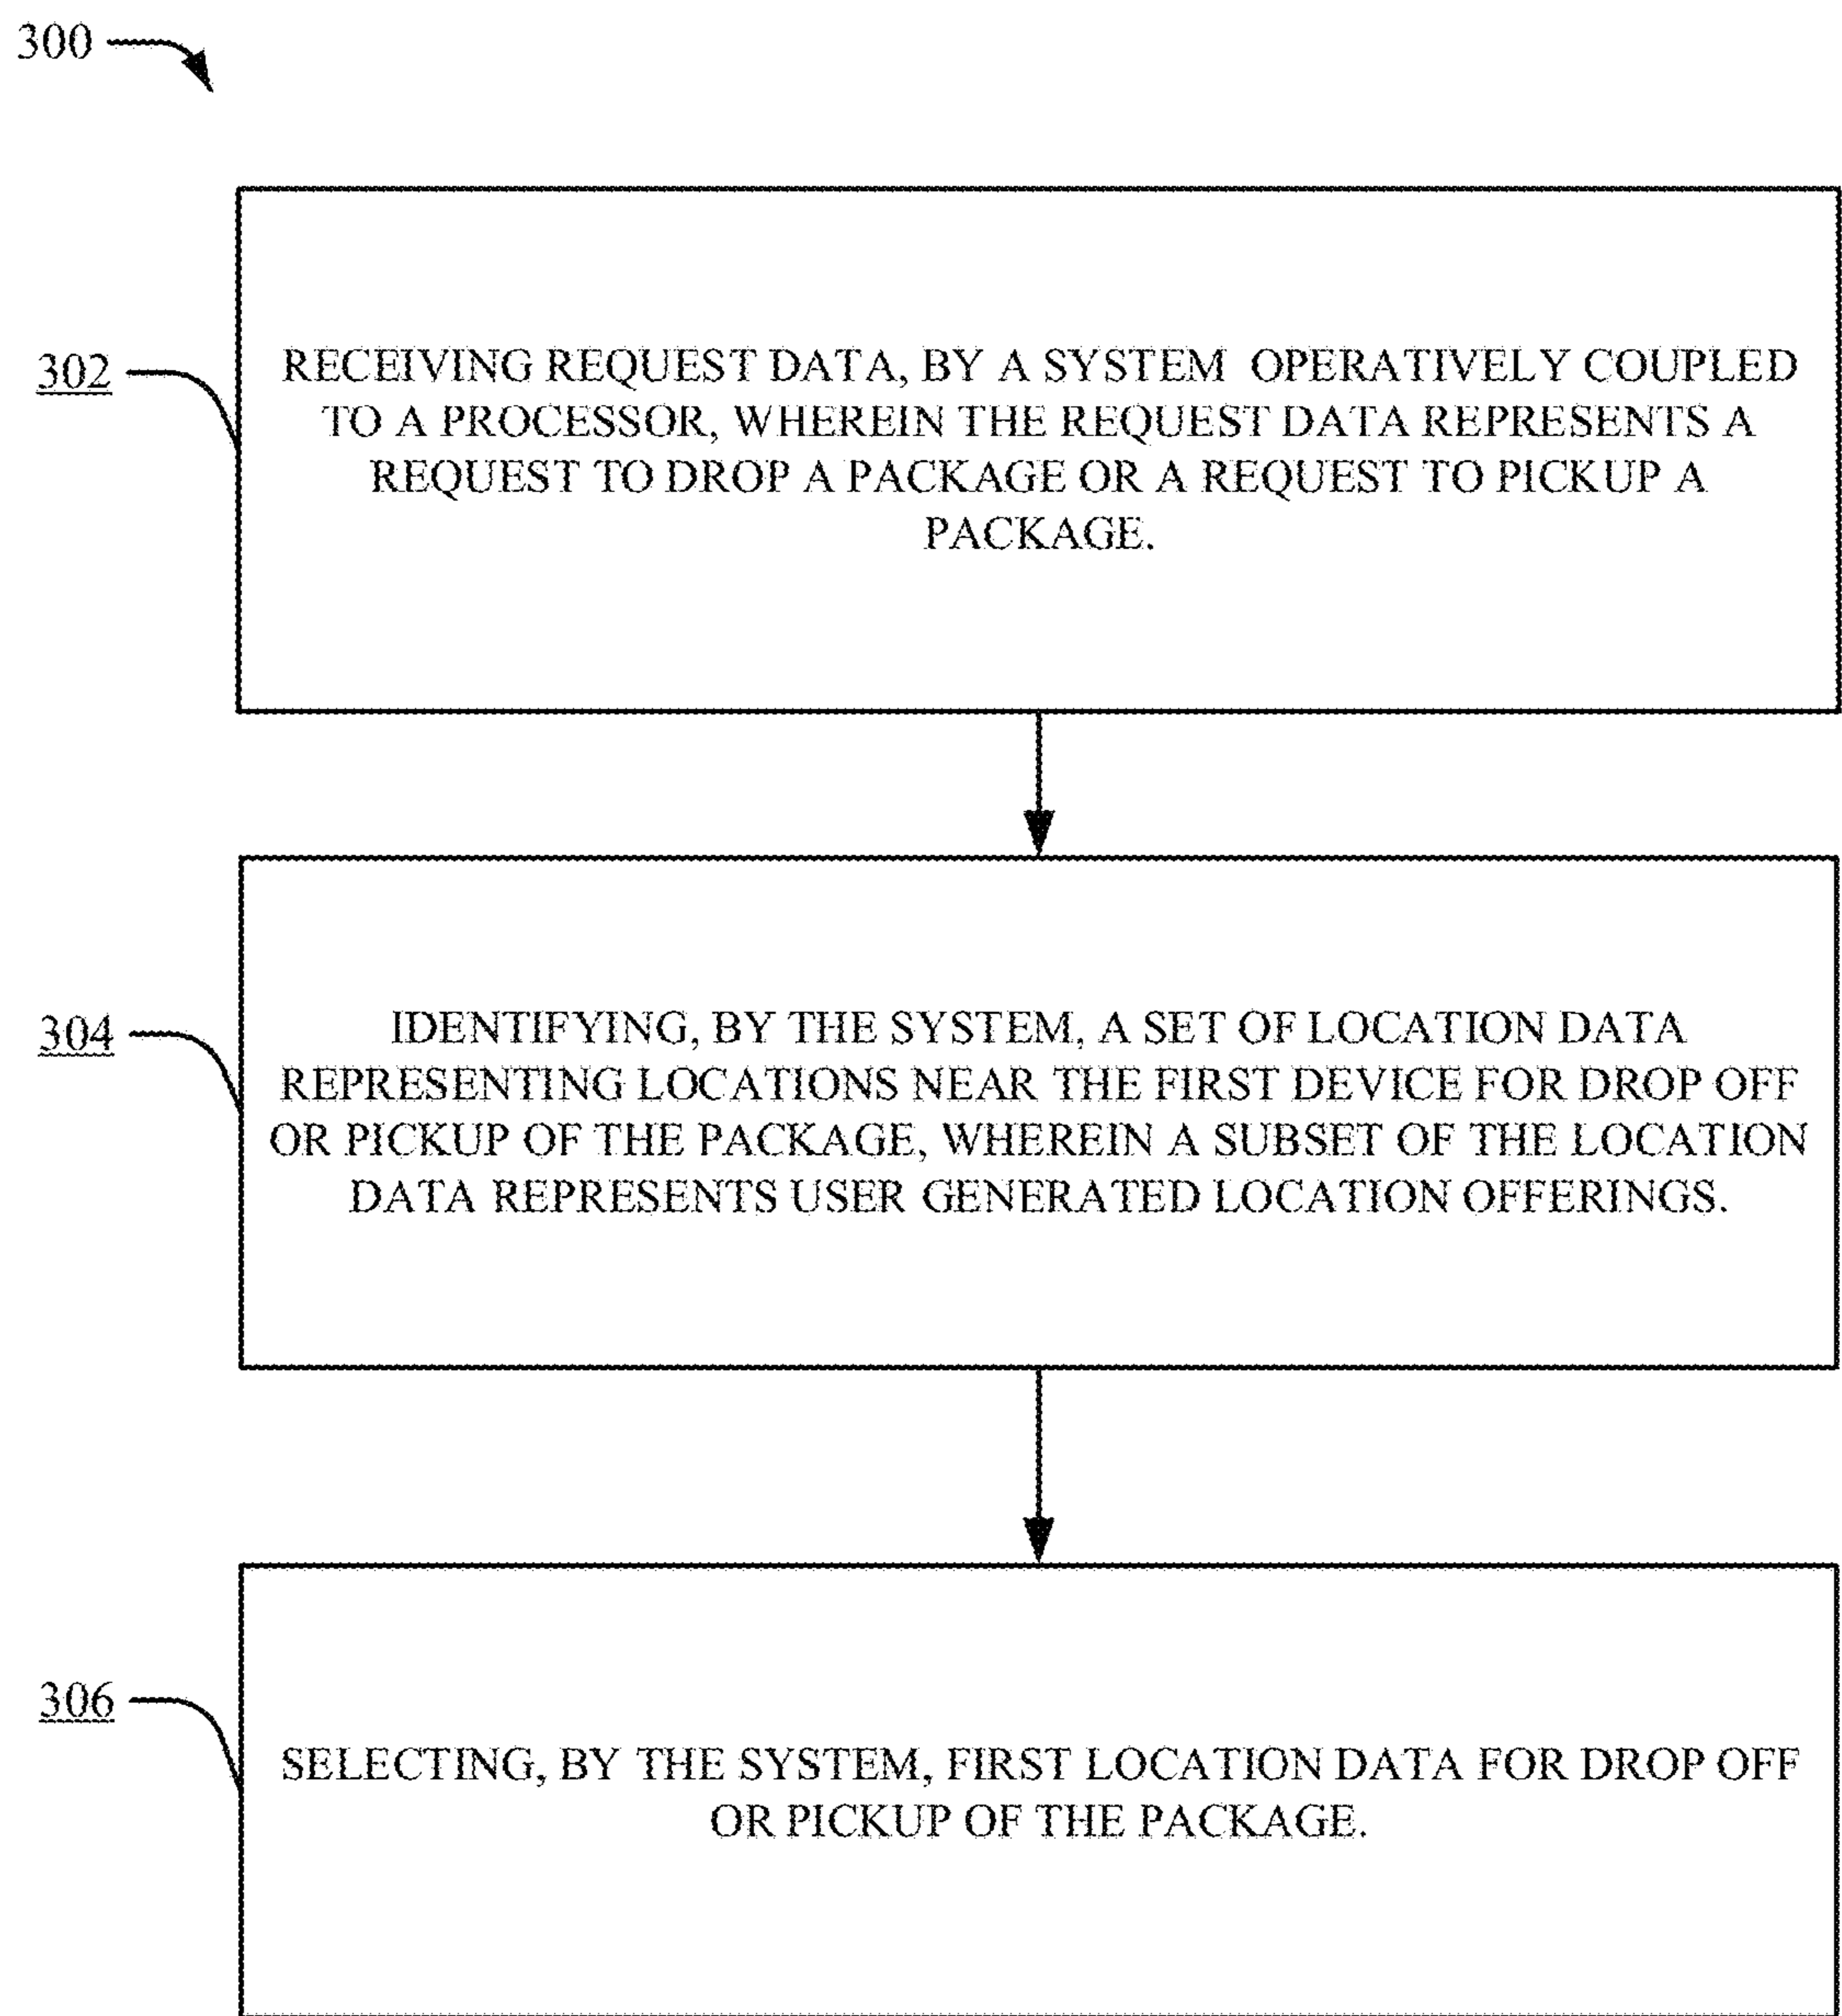 300
302
RECEIVING REQUEST DATA, BY A SYSTEM OPERATIVELY COUPLED
TO A PROCESSOR, WHEREIN THE REQUEST DATA REPRESENTS A
REQUEST TO DROP A PACKAGE OR A REQUEST TO PICKUP A
PACKAGE.
304
IDENTIFYING, BY THE SYSTEM, A SET OF LOCATION DATA
REPRESENTING LOCATIONS NEAR THE FIRST DEVICE FOR DROP OFF
OR PICKUP OF THE PACKAGE, WHEREIN A SUBSET OF THE LOCATION
DATA REPRESENTS USER GENERATED LOCATION OFFERINGS.
306
SELECTING, BY THE SYSTEM, FIRST LOCATION DATA FOR DROP OFF
OR PICKUP OF THE PACKAGE.